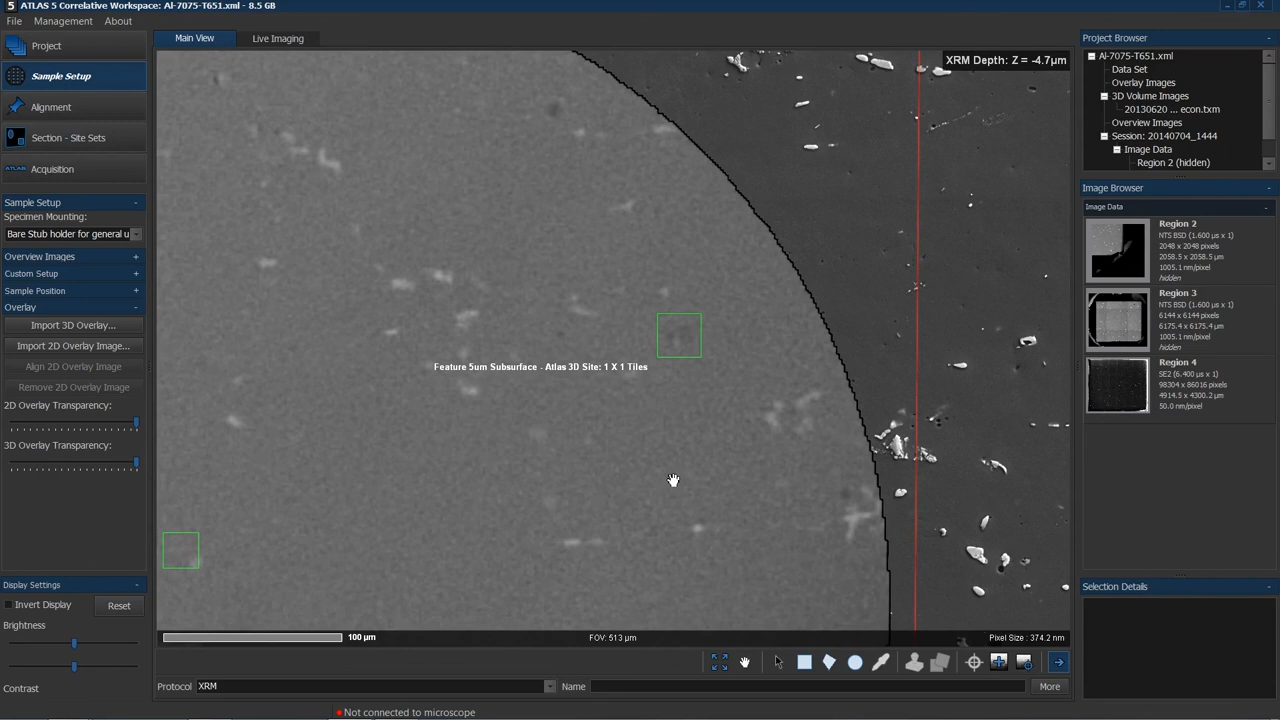 5 ATLAS 5 Correlative Workspace: Al-7075-T651.xml - 8.5 GB
File Management About
Project
Sample Setup
Alignment
Section - Site Sets
ATLAS Acquisition
Sample Setup -
Specimen Mounting:
Bare Stub holder for general u
Overview Images +
Custom Setup +
Sample Position +
Overlay -
Import 3D Overlay...
Import 2D Overlay Image...
Align 2D Overlay Image
Remove 2D Overlay Image
2D Overlay Transparency:
3D Overlay Transparency:
Display Settings -
Invert Display Reset
Brightness
Contrast
Main View Live Imaging
XRM Depth: Z = -4.7µm
Feature 5um Subsurface - Atlas 3D Site: 1 X 1 Tiles
100 µm FOV: 513 µm Pixel Size : 374.2 nm
Protocol XRM Name More
Not connected to microscope
Project Browser -
Al-7075-T651.xml
Data Set
Overlay Images
3D Volume Images
20130620 ... econ.txm
Overview Images
Session: 20140704_1444
Image Data
Region 2 (hidden)
Image Browser -
Image Data -
Region 2
NTS BSD (1.600 µs x 1)
2048 x 2048 pixels
2058.5 x 2058.5 µm
1005.1 nm/pixel
hidden
Region 3
NTS BSD (1.600 µs x 1)
6144 x 6144 pixels
6175.4 x 6175.4 µm
1005.1 nm/pixel
hidden
Region 4
SE2 (6.400 µs x 1)
98304 x 86016 pixels
4914.5 x 4300.2 µm
50.0 nm/pixel
Selection Details -